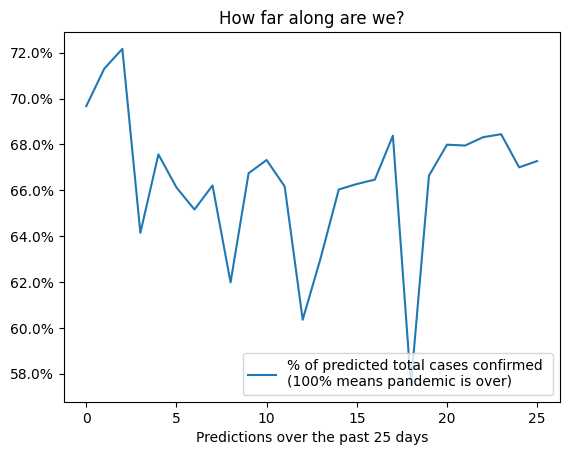 How far along are we?
72.0%
70.0%
68.0%
66.0%
64.0%
62.0%
60.0%
58.0%
% of predicted total cases confirmed
(100% means pandemic is over)
0 5 10 15 20 25
Predictions over the past 25 days